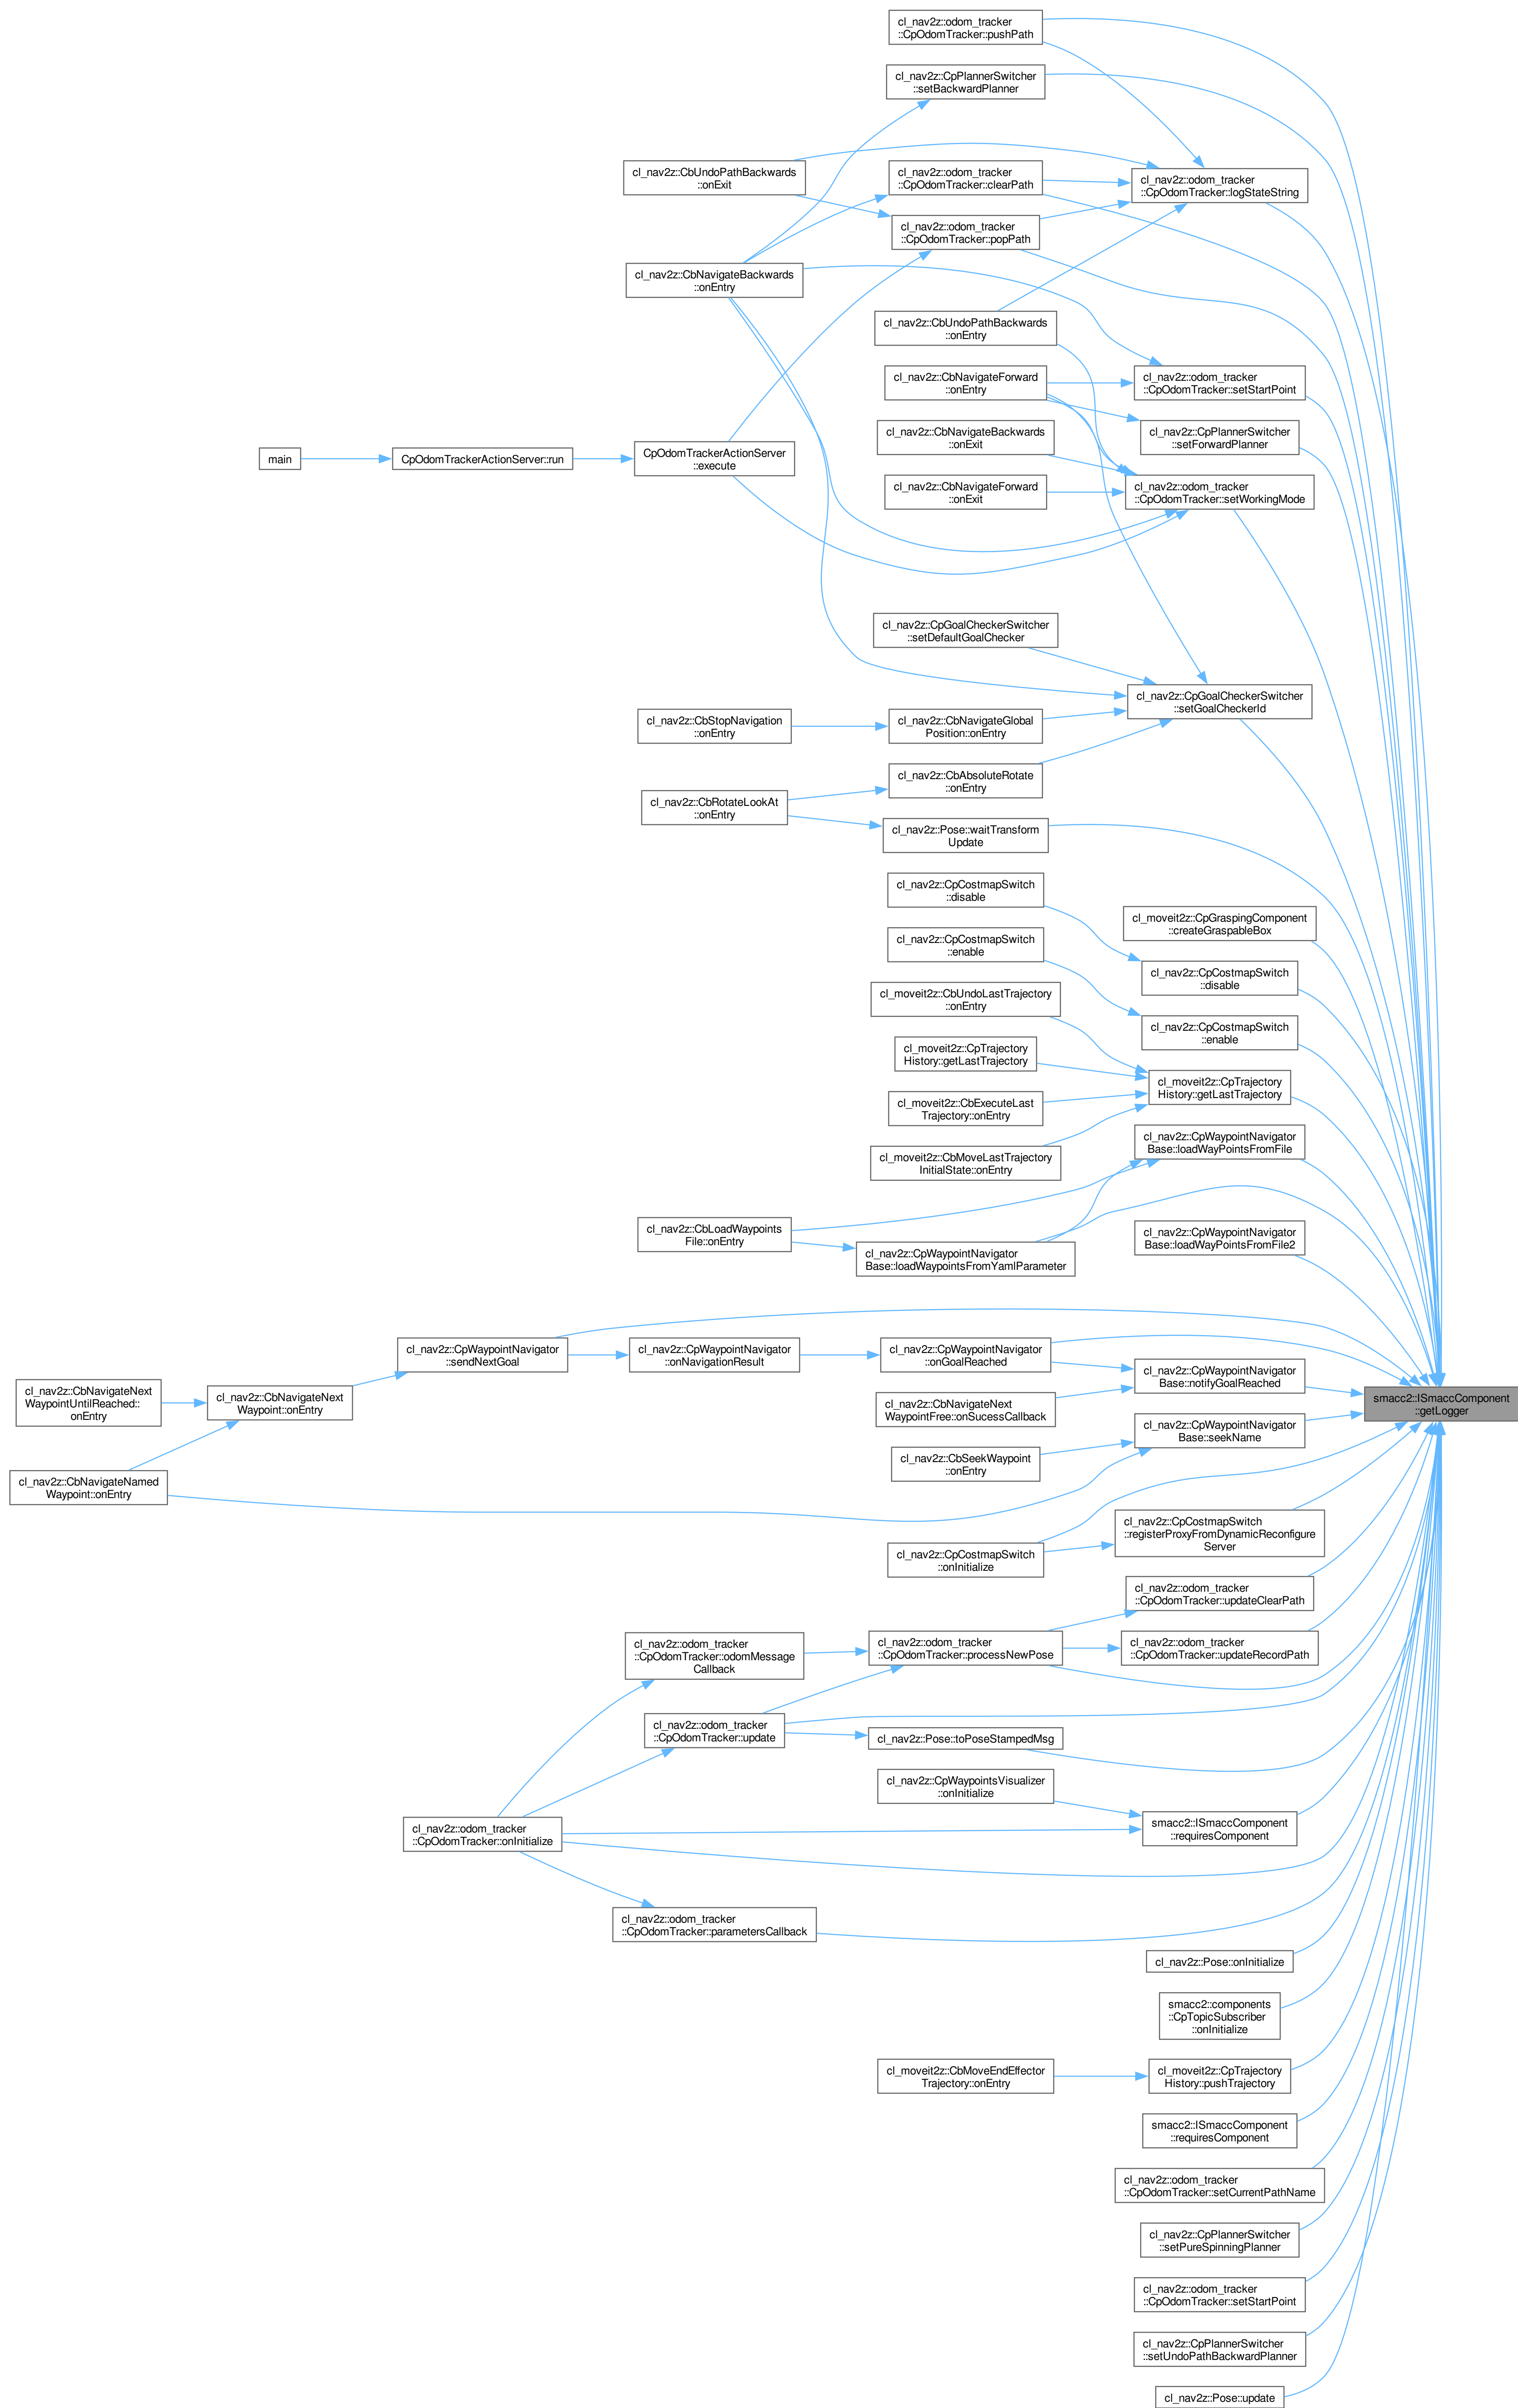 cl_nav2z::odom_tracker
::CpOdomTracker::pushPath
cl_nav2z::CpPlannerSwitcher
::setBackwardPlanner
cl_nav2z::CbUndoPathBackwards
::onExit
cl_nav2z::odom_tracker
::CpOdomTracker::clearPath
cl_nav2z::odom_tracker
::CpOdomTracker::logStateString
cl_nav2z::odom_tracker
::CpOdomTracker::popPath
cl_nav2z::CbNavigateBackwards
::onEntry
cl_nav2z::CbUndoPathBackwards
::onEntry
cl_nav2z::CbNavigateForward
::onEntry
cl_nav2z::odom_tracker
::CpOdomTracker::setStartPoint
cl_nav2z::CbNavigateBackwards
::onExit
cl_nav2z::CpPlannerSwitcher
::setForwardPlanner
main
CpOdomTrackerActionServer::run
CpOdomTrackerActionServer
::execute
cl_nav2z::CbNavigateForward
::onExit
cl_nav2z::odom_tracker
::CpOdomTracker::setWorkingMode
cl_nav2z::CpGoalCheckerSwitcher
::setDefaultGoalChecker
cl_nav2z::CpGoalCheckerSwitcher
::setGoalCheckerId
cl_nav2z::CbStopNavigation
::onEntry
cl_nav2z::CbNavigateGlobal
Position::onEntry
cl_nav2z::CbAbsoluteRotate
::onEntry
cl_nav2z::CbRotateLookAt
::onEntry
cl_nav2z::Pose::waitTransform
Update
cl_nav2z::CpCostmapSwitch
::disable
cl_moveit2z::CpGraspingComponent
::createGraspableBox
cl_nav2z::CpCostmapSwitch
::enable
cl_nav2z::CpCostmapSwitch
::disable
cl_moveit2z::CbUndoLastTrajectory
::onEntry
cl_nav2z::CpCostmapSwitch
::enable
cl_moveit2z::CpTrajectory
History::getLastTrajectory
cl_moveit2z::CpTrajectory
History::getLastTrajectory
cl_moveit2z::CbExecuteLast
Trajectory::onEntry
cl_moveit2z::CbMoveLastTrajectory
InitialState::onEntry
cl_nav2z::CpWaypointNavigator
Base::loadWayPointsFromFile
cl_nav2z::CbLoadWaypoints
File::onEntry
cl_nav2z::CpWaypointNavigator
Base::loadWaypointsFromYamlParameter
cl_nav2z::CpWaypointNavigator
Base::loadWayPointsFromFile2
cl_nav2z::CpWaypointNavigator
::sendNextGoal
cl_nav2z::CpWaypointNavigator
::onNavigationResult
cl_nav2z::CpWaypointNavigator
::onGoalReached
cl_nav2z::CpWaypointNavigator
Base::notifyGoalReached
smacc2::ISmaccComponent
::getLogger
cl_nav2z::CbNavigateNext
WaypointUntilReached::
onEntry
cl_nav2z::CbNavigateNext
Waypoint::onEntry
cl_nav2z::CbNavigateNext
WaypointFree::onSucessCallback
cl_nav2z::CpWaypointNavigator
Base::seekName
cl_nav2z::CbSeekWaypoint
::onEntry
cl_nav2z::CbNavigateNamed
Waypoint::onEntry
cl_nav2z::CpCostmapSwitch
::registerProxyFromDynamicReconfigure
Server
cl_nav2z::CpCostmapSwitch
::onInitialize
cl_nav2z::odom_tracker
::CpOdomTracker::updateClearPath
cl_nav2z::odom_tracker
::CpOdomTracker::odomMessage
Callback
cl_nav2z::odom_tracker
::CpOdomTracker::processNewPose
cl_nav2z::odom_tracker
::CpOdomTracker::updateRecordPath
cl_nav2z::odom_tracker
::CpOdomTracker::update
cl_nav2z::Pose::toPoseStampedMsg
cl_nav2z::CpWaypointsVisualizer
::onInitialize
cl_nav2z::odom_tracker
::CpOdomTracker::onInitialize
smacc2::ISmaccComponent
::requiresComponent
cl_nav2z::odom_tracker
::CpOdomTracker::parametersCallback
cl_nav2z::Pose::onInitialize
smacc2::components
::CpTopicSubscriber
::onInitialize
cl_moveit2z::CbMoveEndEffector
Trajectory::onEntry
cl_moveit2z::CpTrajectory
History::pushTrajectory
smacc2::ISmaccComponent
::requiresComponent
cl_nav2z::odom_tracker
::CpOdomTracker::setCurrentPathName
cl_nav2z::CpPlannerSwitcher
::setPureSpinningPlanner
cl_nav2z::odom_tracker
::CpOdomTracker::setStartPoint
cl_nav2z::CpPlannerSwitcher
::setUndoPathBackwardPlanner
cl_nav2z::Pose::update